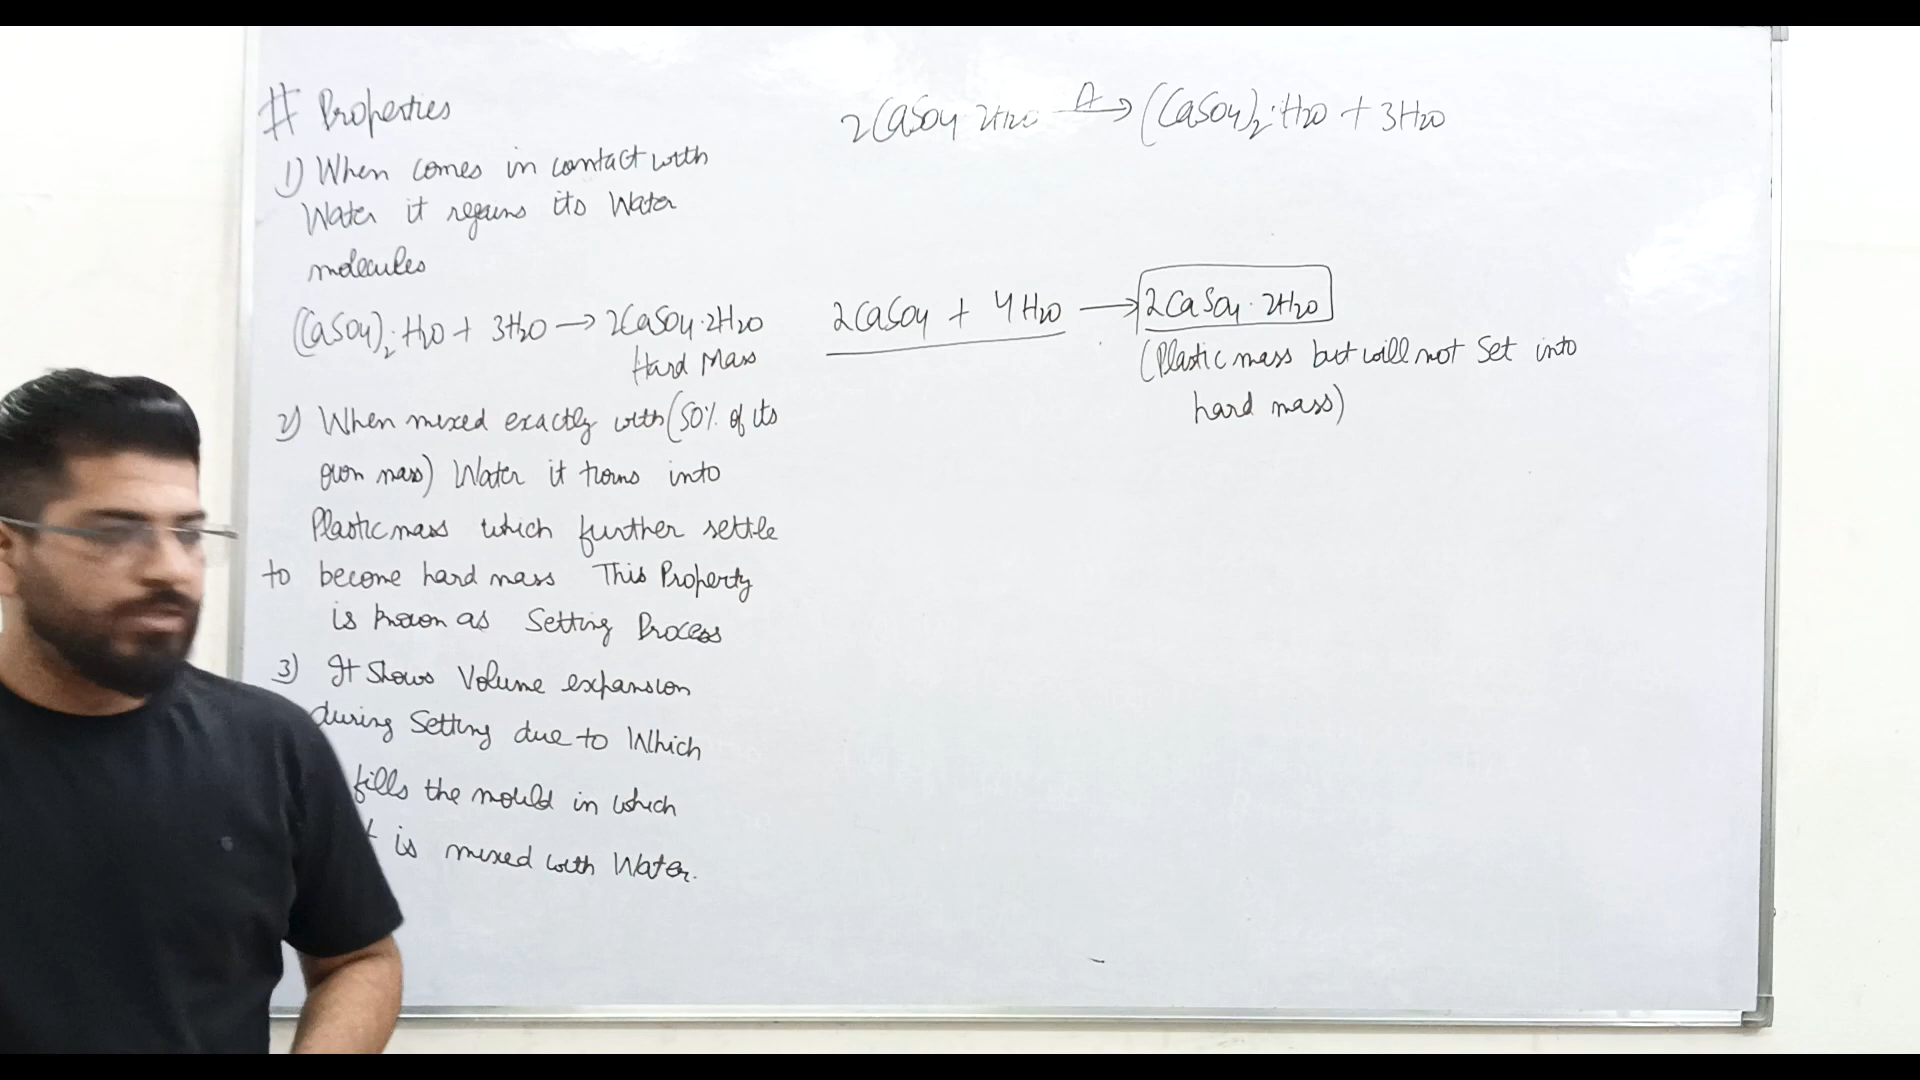 # Properties
1) When comes in contact with
Water it regains its Water
molecules
(CaSO4)2·H2O + 3H2O → 2CaSO4·2H2O
Hard Mass
2) When mixed exactly with (50% of its
own mass) Water it turns into
Plastic mass which further settle
to become hard mass This Property
is known as Setting Process
3) It Shows Volume expansion
during Setting due to Which
fills the mould in which
is mixed with Water.
2CaSO4 2H2O Δ→ (CaSO4)2·H2O + 3H2O
2CaSO4 + 4H2O → 2CaSO4·2H2O
(Plastic mass but will not Set into
hard mass)